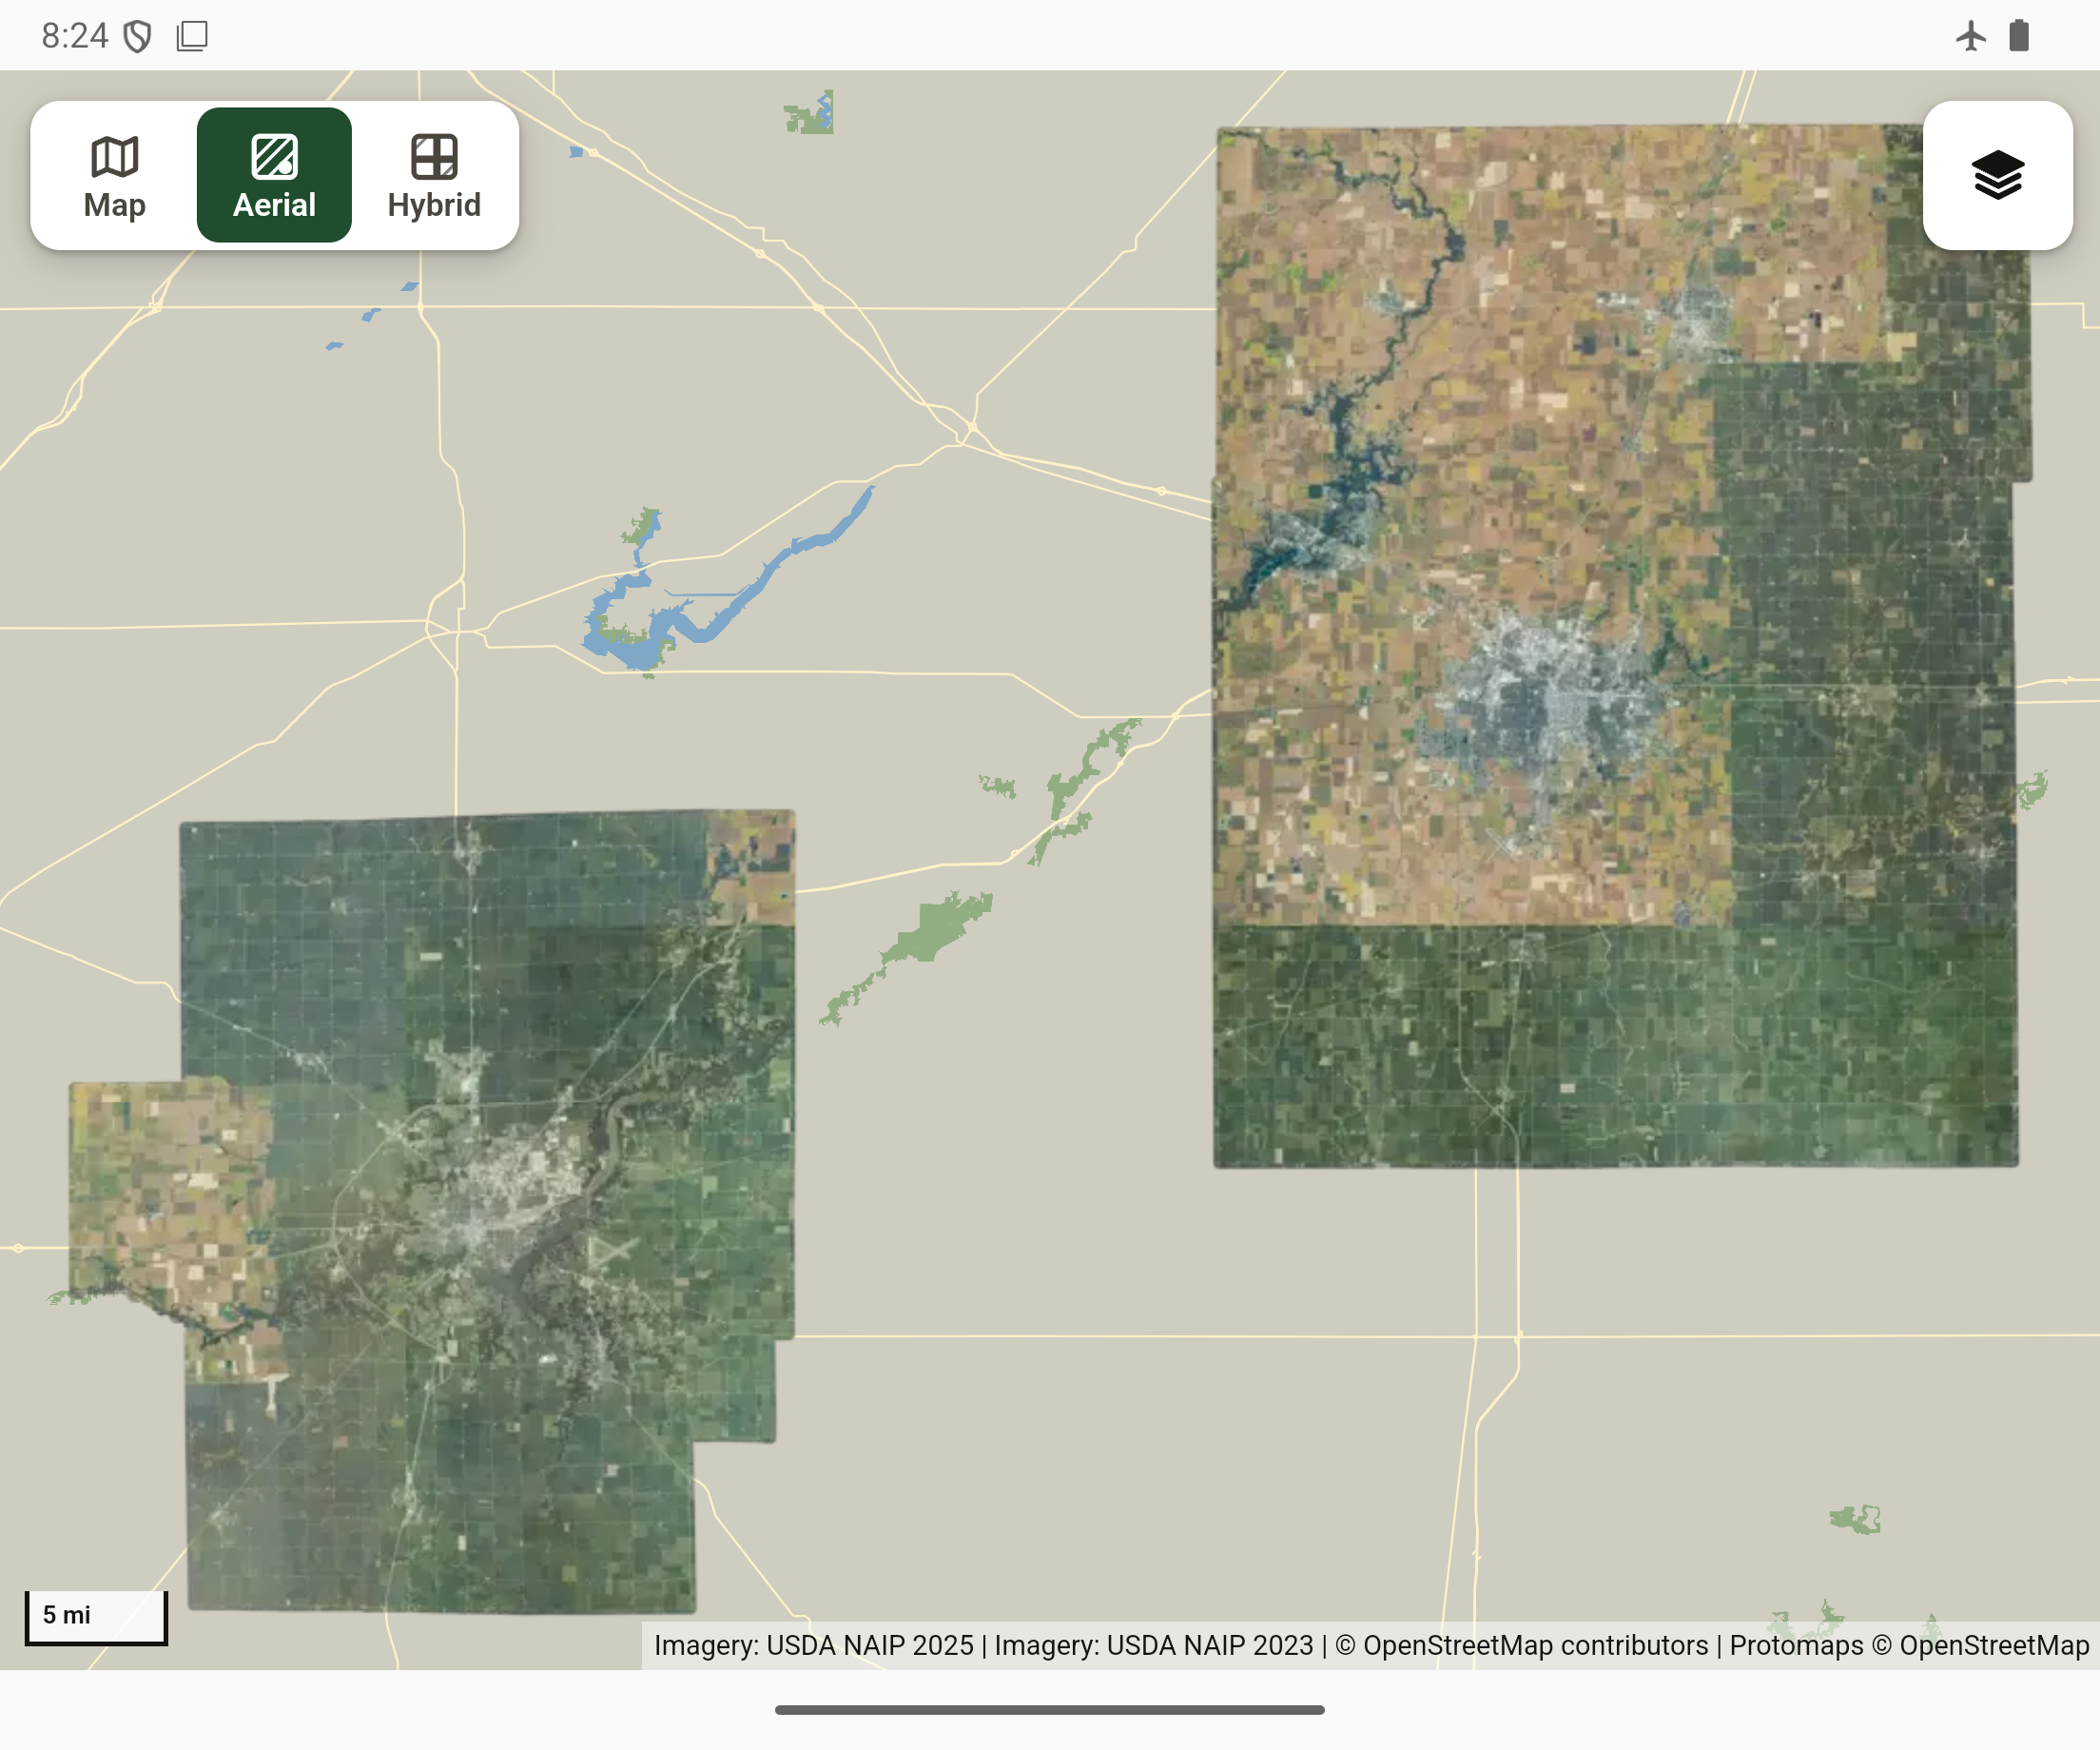 8:24
Map
Aerial
Hybrid
5 mi
Imagery: USDA NAIP 2025 | Imagery: USDA NAIP 2023 | © OpenStreetMap contributors | Protomaps © OpenStreetMap